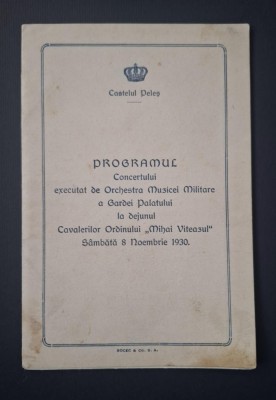 Castelul Peleș
PROGRAMUL
Concertului
executat de Orchestra Muzicei Militare
a Gardei Palatului
la dejunul
Cavalerilor Ordinului „Mihai Viteazul"
Sâmbătă 8 Noembrie 1930.